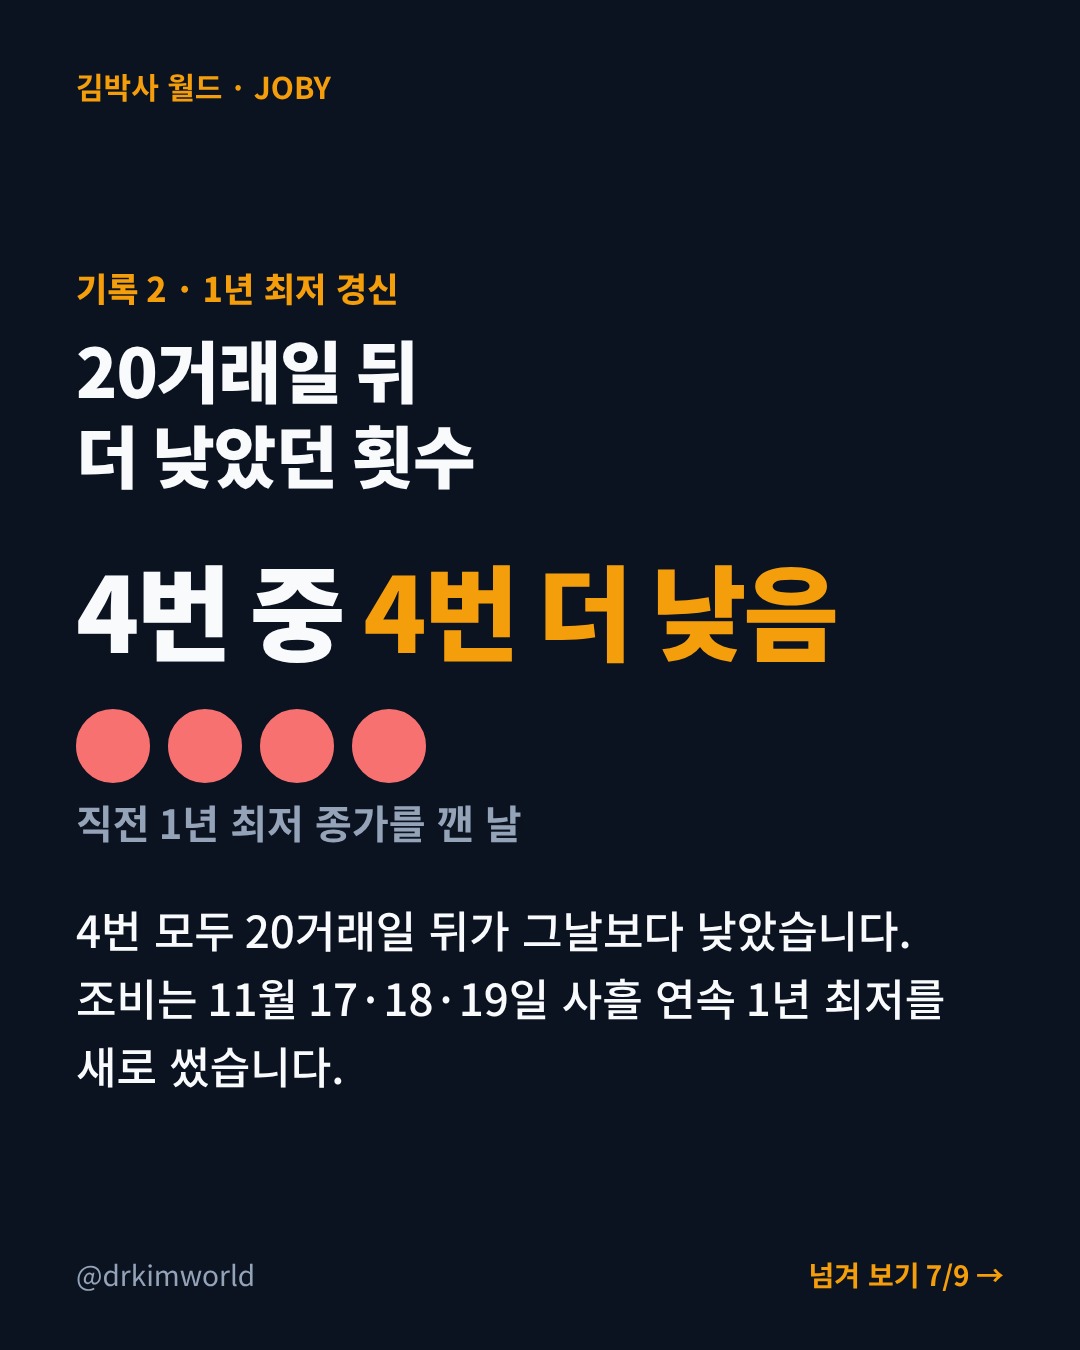 김박사 월드 · JOBY
기록 2 · 1년 최저 경신
20거래일 뒤
더 낮았던 횟수
4번 중 4번 더 낮음
직전 1년 최저 종가를 깬 날
4번 모두 20거래일 뒤가 그날보다 낮았습니다.
조비는 11월 17·18·19일 사흘 연속 1년 최저를
새로 썼습니다.
@drkimworld
넘겨 보기 7/9 →